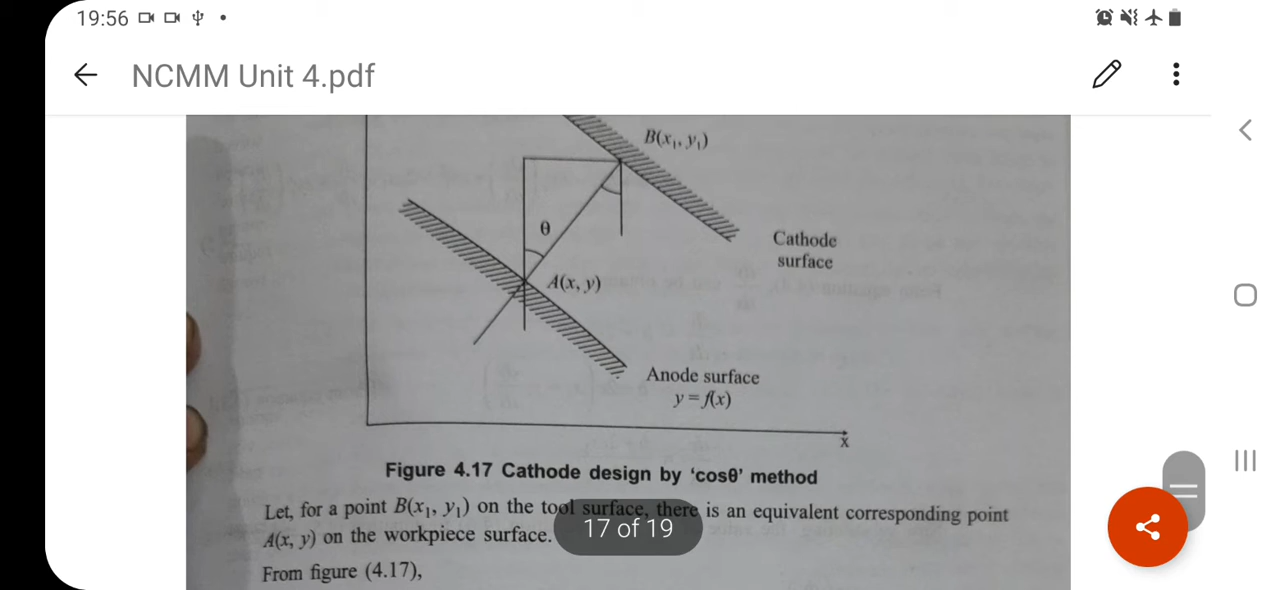 19:56
NCMM Unit 4.pdf
B(x₁, y₁)
θ
Cathode
surface
A(x, y)
Anode surface
y = f(x)
x
Figure 4.17 Cathode design by 'cosθ' method
Let, for a point B(x₁, y₁) on the tool surface, there is an equivalent corresponding point
17 of 19
A(x, y) on the workpiece surface.
From figure (4.17),